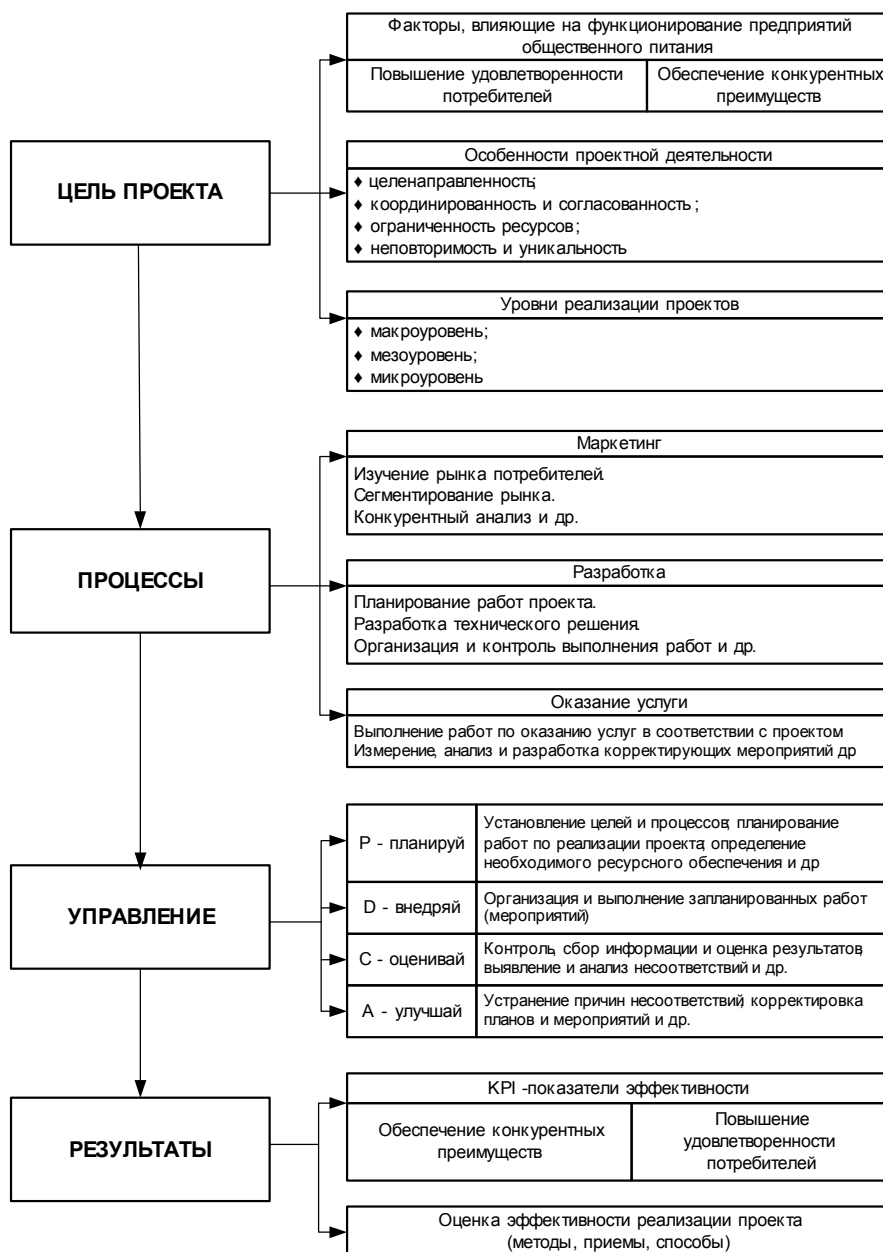 Факторы, влияющие на функционирование предприятий
общественного питания
Повышение удовлетворенности
потребителей
Обеспечение конкурентных
преимуществ
ЦЕЛЬ ПРОЕКТА
Особенности проектной деятельности
♦ целенаправленность;
♦ координированность и согласованность;
♦ ограниченность ресурсов;
♦ неповторимость и уникальность
Уровни реализации проектов
♦ макроуровень;
♦ мезоуровень;
♦ микроуровень
ПРОЦЕССЫ
Маркетинг
Изучение рынка потребителей.
Сегментирование рынка.
Конкурентный анализ и др.
Разработка
Планирование работ проекта.
Разработка технического решения.
Организация и контроль выполнения работ и др.
Оказание услуги
Выполнение работ по оказанию услуг в соответствии с проектом
Измерение, анализ и разработка корректирующих мероприятий др
УПРАВЛЕНИЕ
P - планируй
Установление целей и процессов; планирование
работ по реализации проекта; определение
необходимого ресурсного обеспечения и др
D - внедряй
Организация и выполнение запланированных работ
(мероприятий)
C - оценивай
Контроль, сбор информации и оценка результатов,
выявление и анализ несоответствий и др.
A - улучшай
Устранение причин несоответствий, корректировка
планов и мероприятий и др.
РЕЗУЛЬТАТЫ
KPI -показатели эффективности
Обеспечение конкурентных
преимуществ
Повышение
удовлетворенности
потребителей
Оценка эффективности реализации проекта
(методы, приемы, способы)